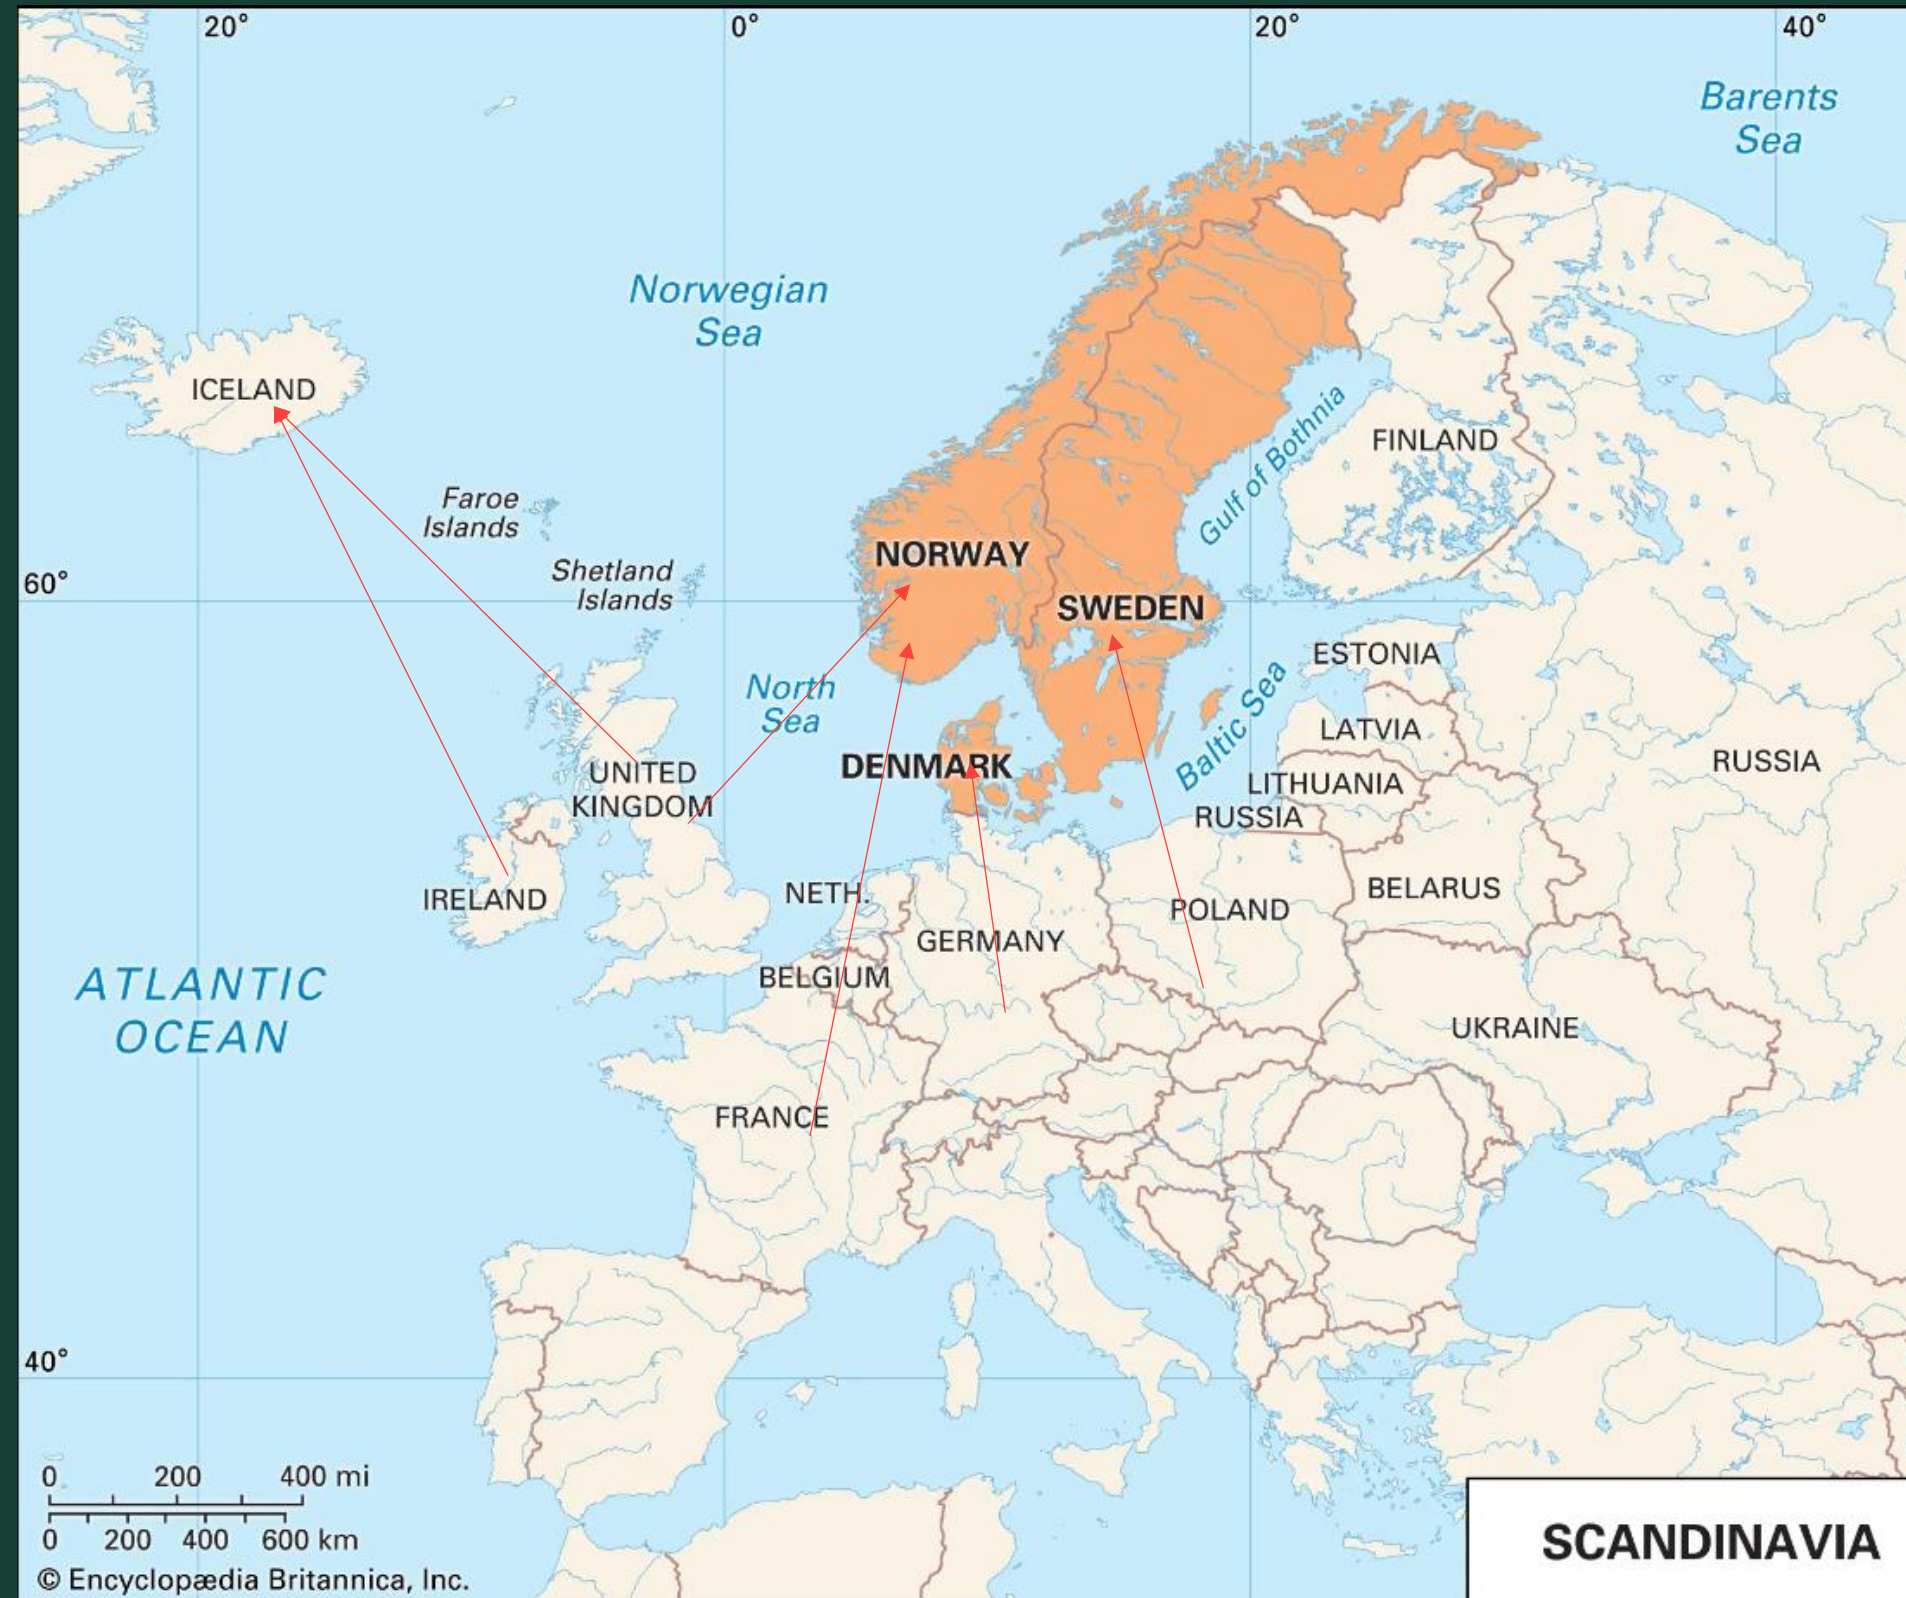 20°
0°
20°
40°
Barents
Sea
Norwegian
Sea
ICELAND
Gulf of Bothnia
FINLAND
Faroe
Islands
NORWAY
Shetland
Islands
60°
SWEDEN
ESTONIA
North
Sea
Baltic Sea
LATVIA
DENMARK
RUSSIA
UNITED
KINGDOM
LITHUANIA
RUSSIA
NETH.
BELARUS
IRELAND
POLAND
GERMANY
BELGIUM
ATLANTIC
OCEAN
UKRAINE
FRANCE
40°
0 200 400 mi
0 200 400 600 km
© Encyclopædia Britannica, Inc.
SCANDINAVIA